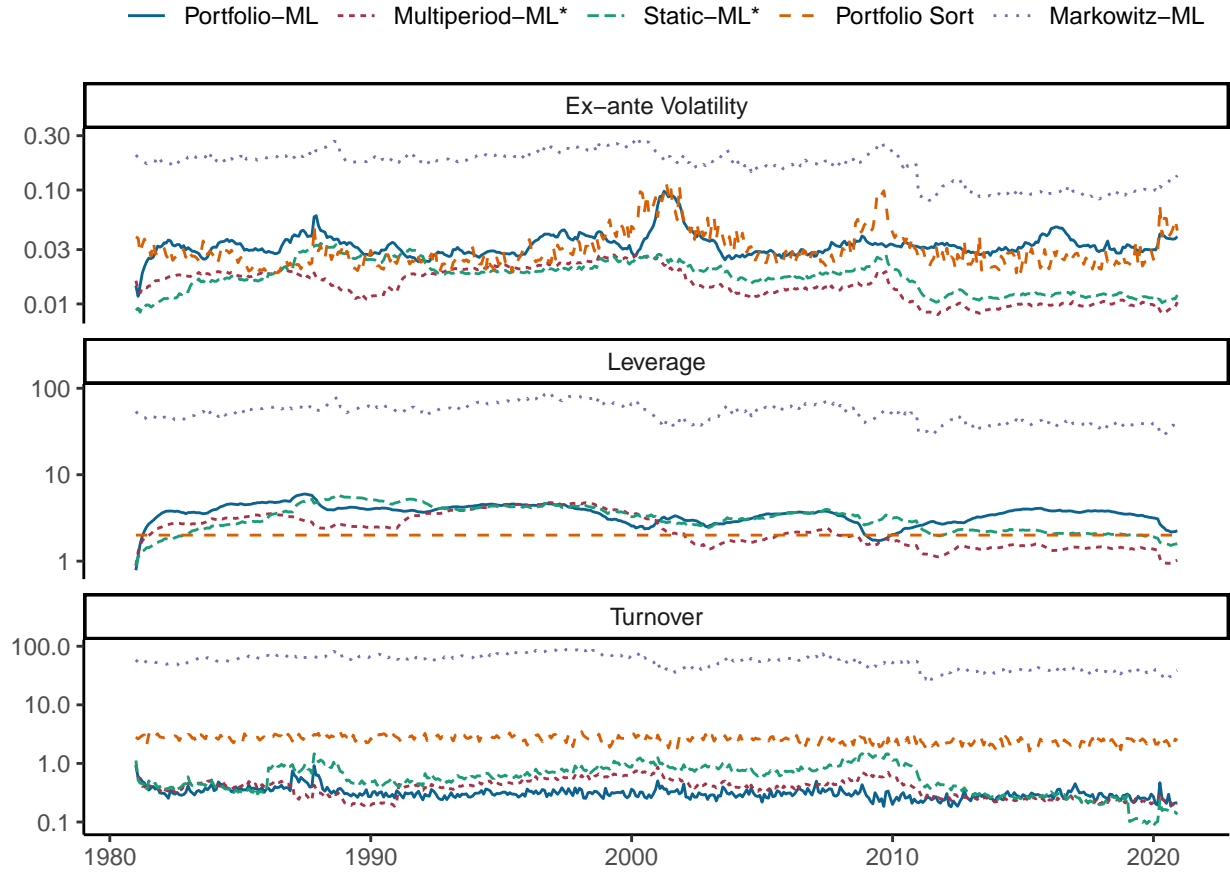 Portfolio−ML Multiperiod−ML* Static−ML* Portfolio Sort Markowitz−ML
Ex−ante Volatility
0.30
0.10
0.03
0.01
Leverage
100
10
1
Turnover
100.0
10.0
1.0
0.1
1980 1990 2000 2010 2020